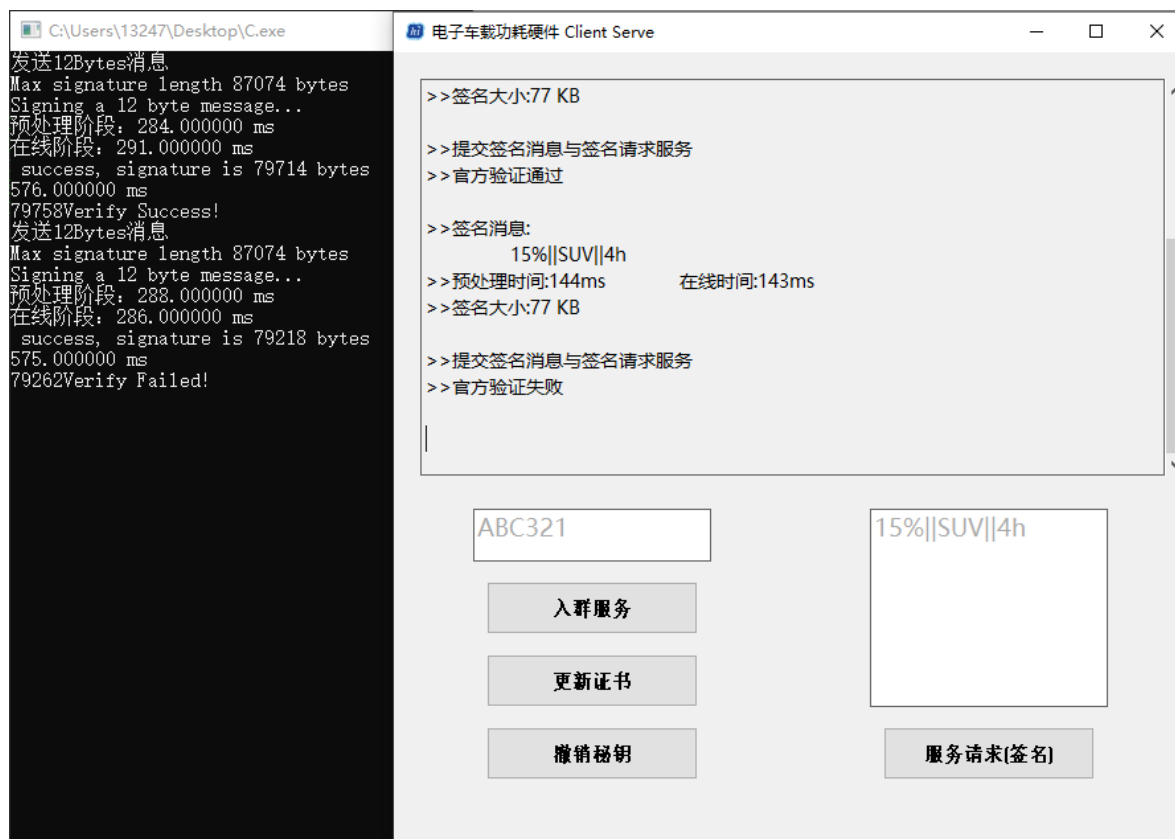 C:\Users\13247\Desktop\C.exe
发送12Bytes消息
Max signature length 87074 bytes
Signing a 12 byte message...
预处理阶段: 284.000000 ms
在线阶段: 291.000000 ms
success, signature is 79714 bytes
576.000000 ms
79758Verify Success!
发送12Bytes消息
Max signature length 87074 bytes
Signing a 12 byte message...
预处理阶段: 288.000000 ms
在线阶段: 286.000000 ms
success, signature is 79218 bytes
575.000000 ms
79262Verify Failed!
电子车载功耗硬件 Client Serve
>>签名大小:77 KB
>>提交签名消息与签名请求服务
>>官方验证通过
>>签名消息:
15%||SUV||4h
>>预处理时间:144ms 在线时间:143ms
>>签名大小:77 KB
>>提交签名消息与签名请求服务
>>官方验证失败
ABC321
入群服务
更新证书
撤销秘钥
15%||SUV||4h
服务请求(签名)